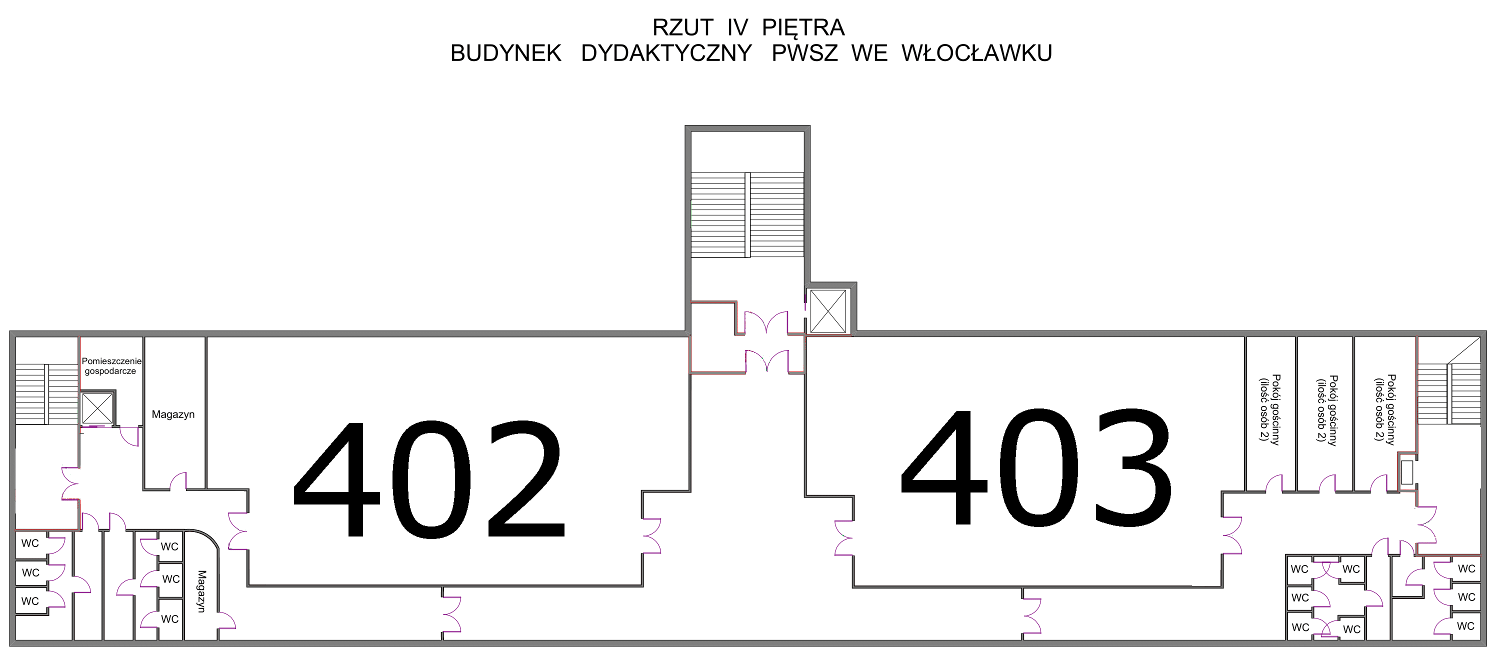 RZUT IV PIĘTRA
BUDYNEK DYDAKTYCZNY PWSZ WE WŁOCŁAWKU
Pomieszczenie
gospodarcze
Magazyn
402
403
Pokój gościnny
(ilość osób 2)
Pokój gościnny
(ilość osób 2)
Pokój gościnny
(ilość osób 2)
WC
WC
WC
WC
WC
WC
Magazyn
WC
WC
WC
WC
WC
WC
WC
WC